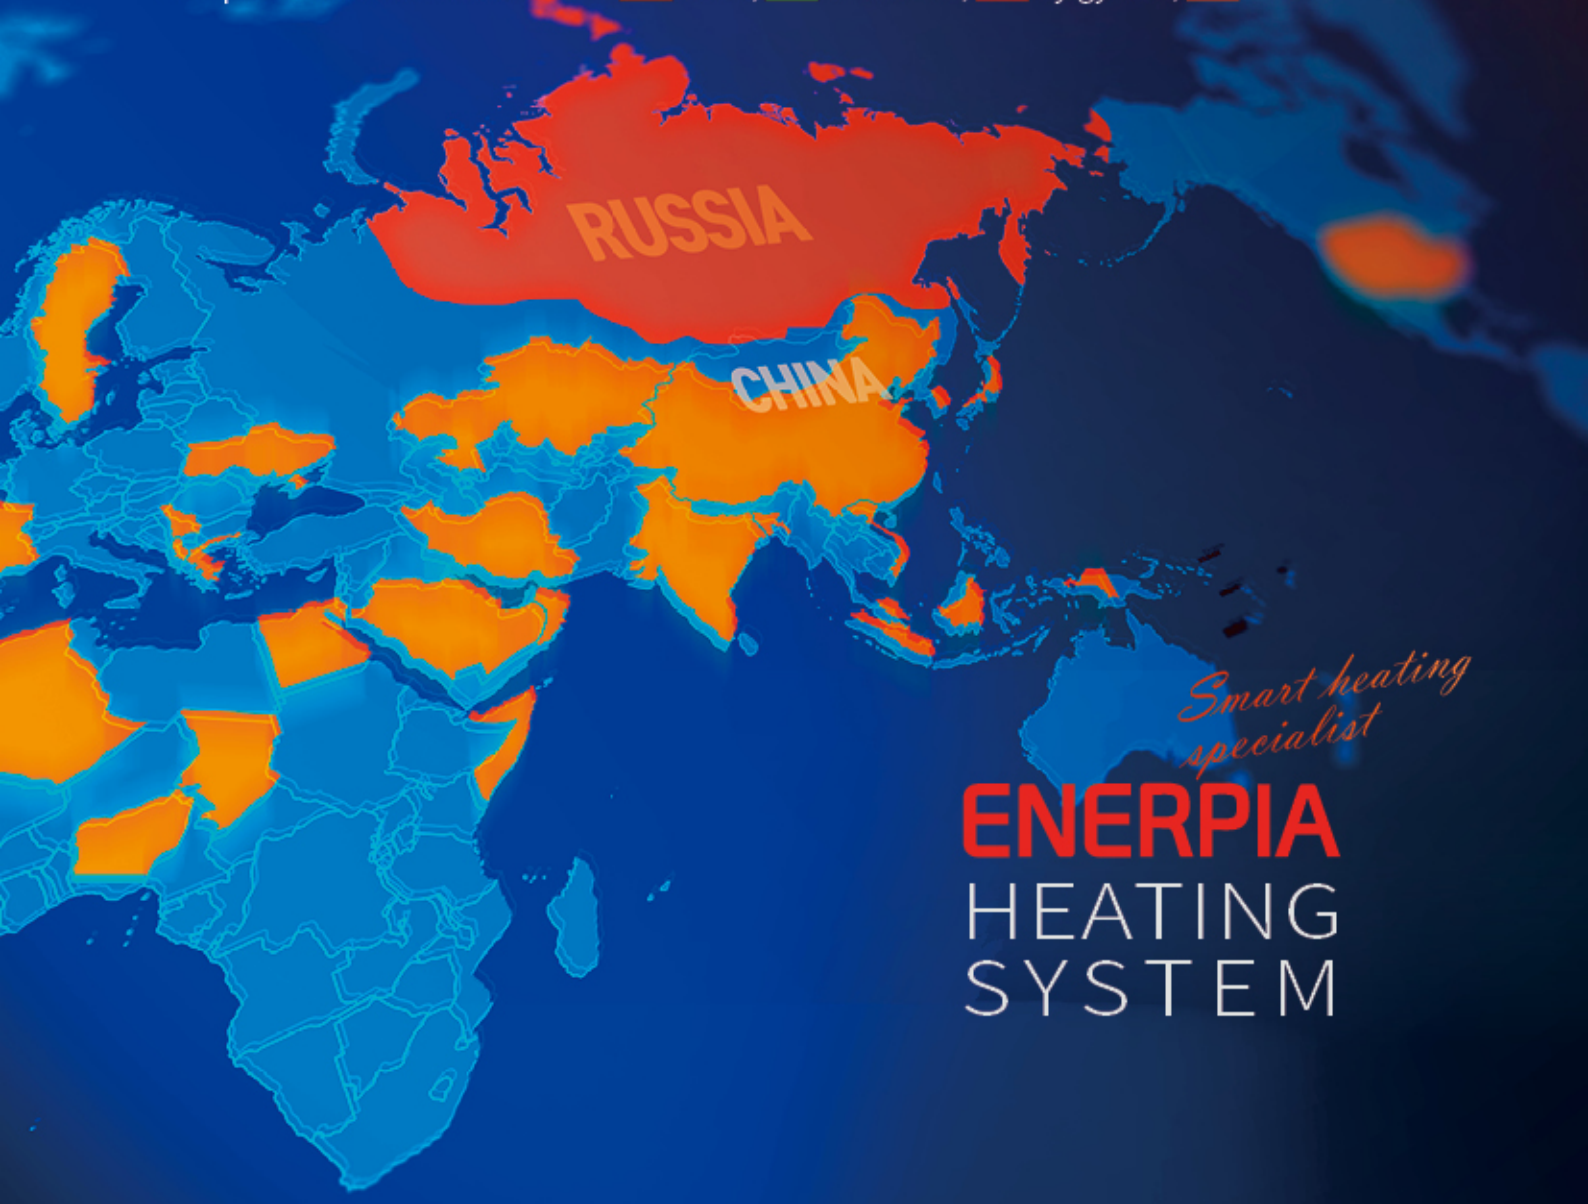 RUSSIA
CHINA
Smart heating
specialist
ENERPIA
HEATING
SYSTEM